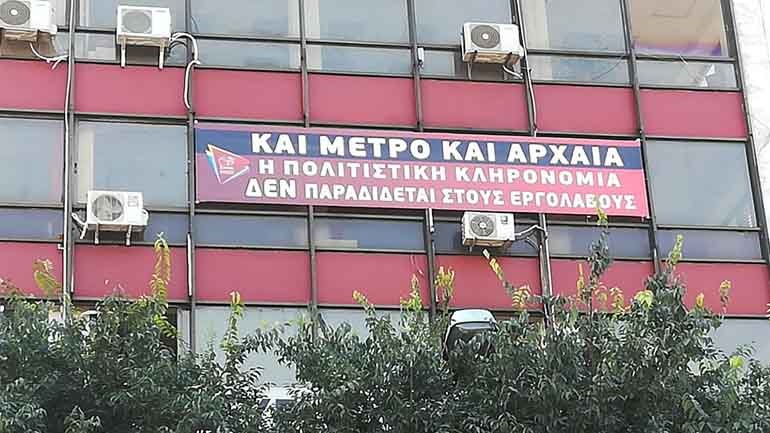 ΚΑΙ ΜΕΤΡΟ ΚΑΙ ΑΡΧΑΙΑ
Η ΠΟΛΙΤΙΣΤΙΚΗ ΚΛΗΡΟΝΟΜΙΑ
ΔΕΝ ΠΑΡΑΔΙΔΕΤΑΙ ΣΤΟΥΣ ΕΡΓΟΛΑΒΟΥΣ